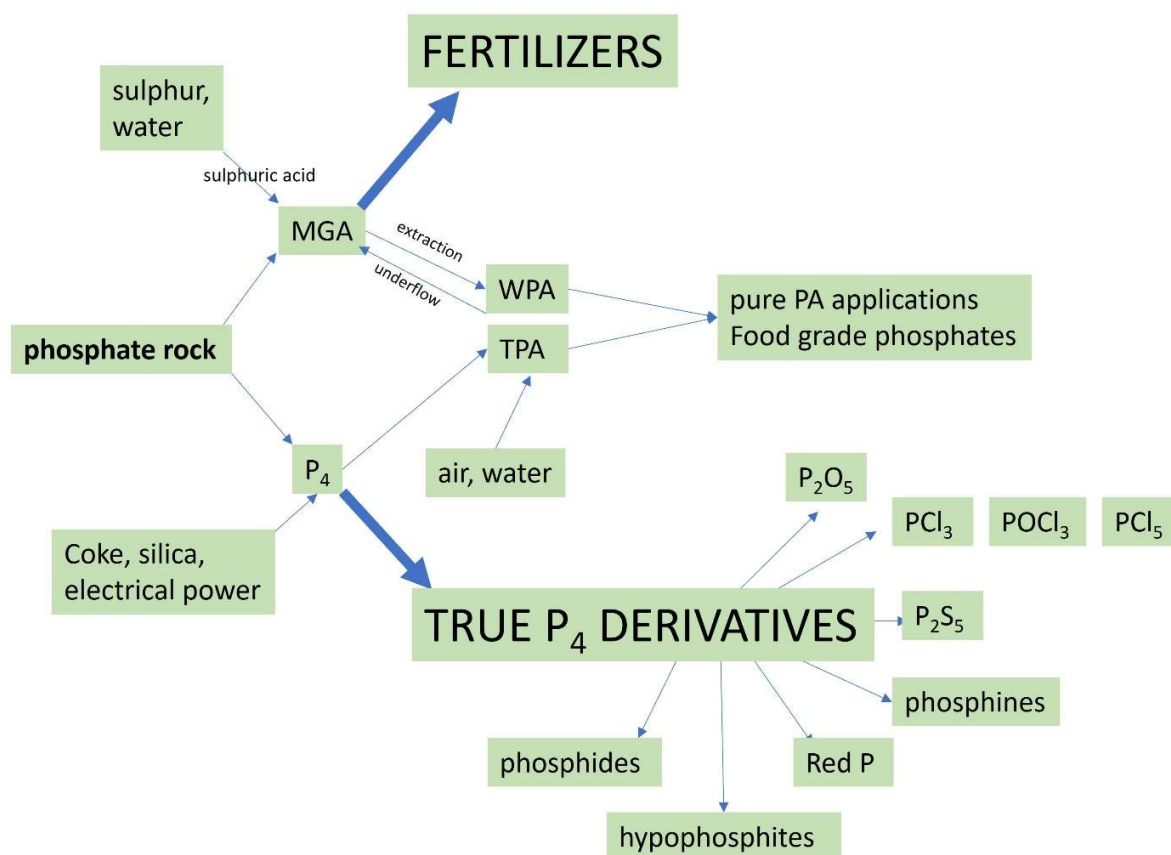 FERTILIZERS
sulphur,
water
sulphuric acid
MGA
extraction
underflow
WPA
pure PA applications
Food grade phosphates
phosphate rock
TPA
P₄
air, water
P₂O₅
PCl₃
POCl₃
PCl₅
Coke, silica,
electrical power
TRUE P₄ DERIVATIVES
P₂S₅
phosphines
phosphides
Red P
hypophosphites